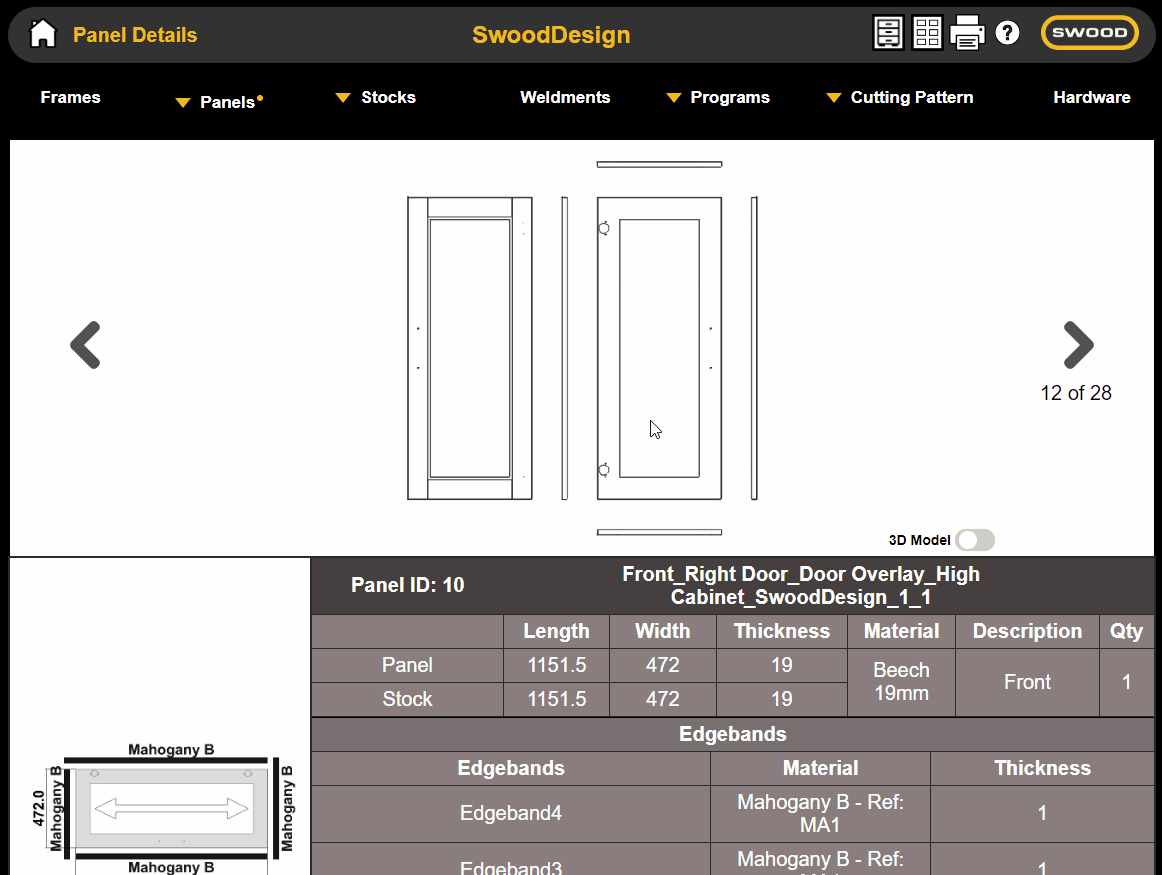 Panel Details
SwoodDesign
?
SWOOD
Frames
Panels
Stocks
Weldments
Programs
Cutting Pattern
Hardware
12 of 28
3D Model
Panel ID: 10
Front_Right Door_Door Overlay_High
Cabinet_SwoodDesign_1_1
Length Width Thickness Material Description Qty
Panel 1151.5 472 19 Beech
19mm Front 1
Stock 1151.5 472 19
Edgebands
Edgebands Material Thickness
Edgeband4 Mahogany B - Ref:
MA1 1
Edgeband3 Mahogany B - Ref:
1
Mahogany B
472.0
Mahogany B
Mahogany B
Mahogany B